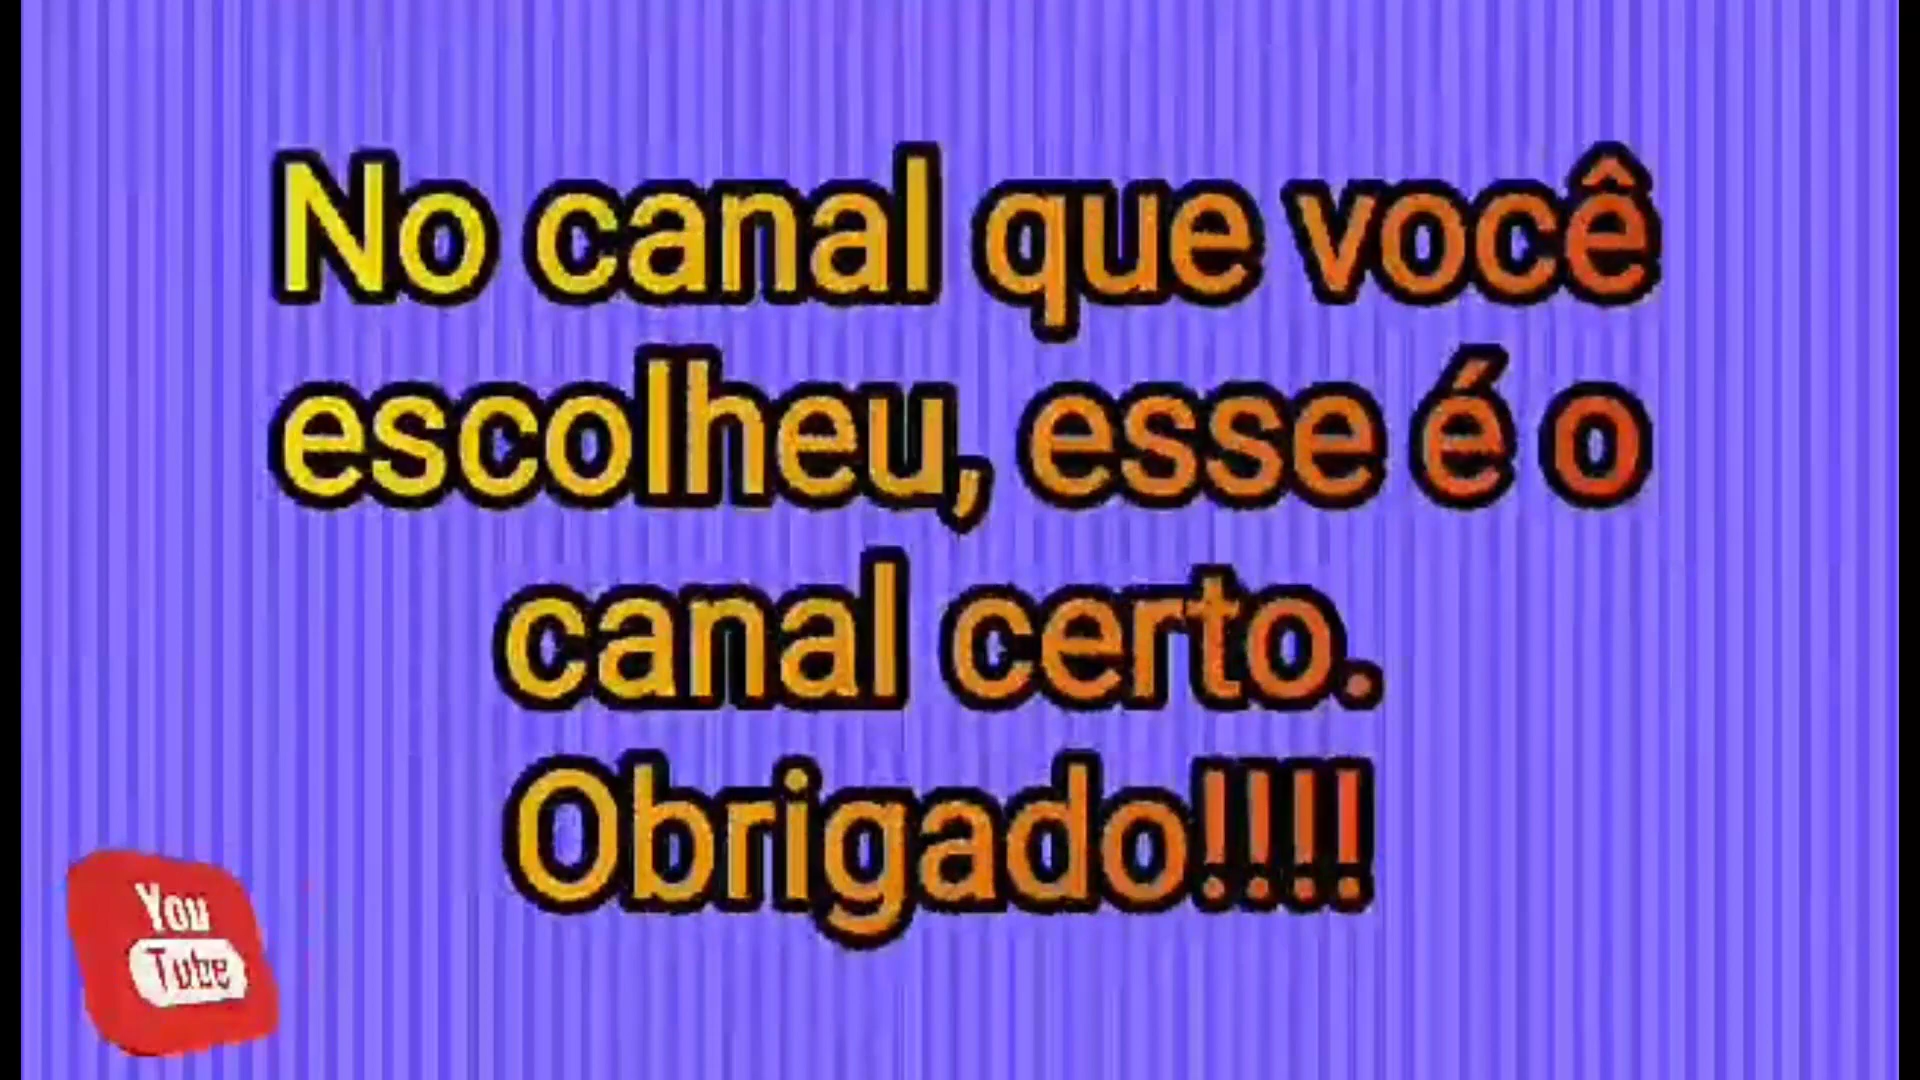 No canal que você
escolheu, esse é o
canal certo.
Obrigado!!!!
You
Tube